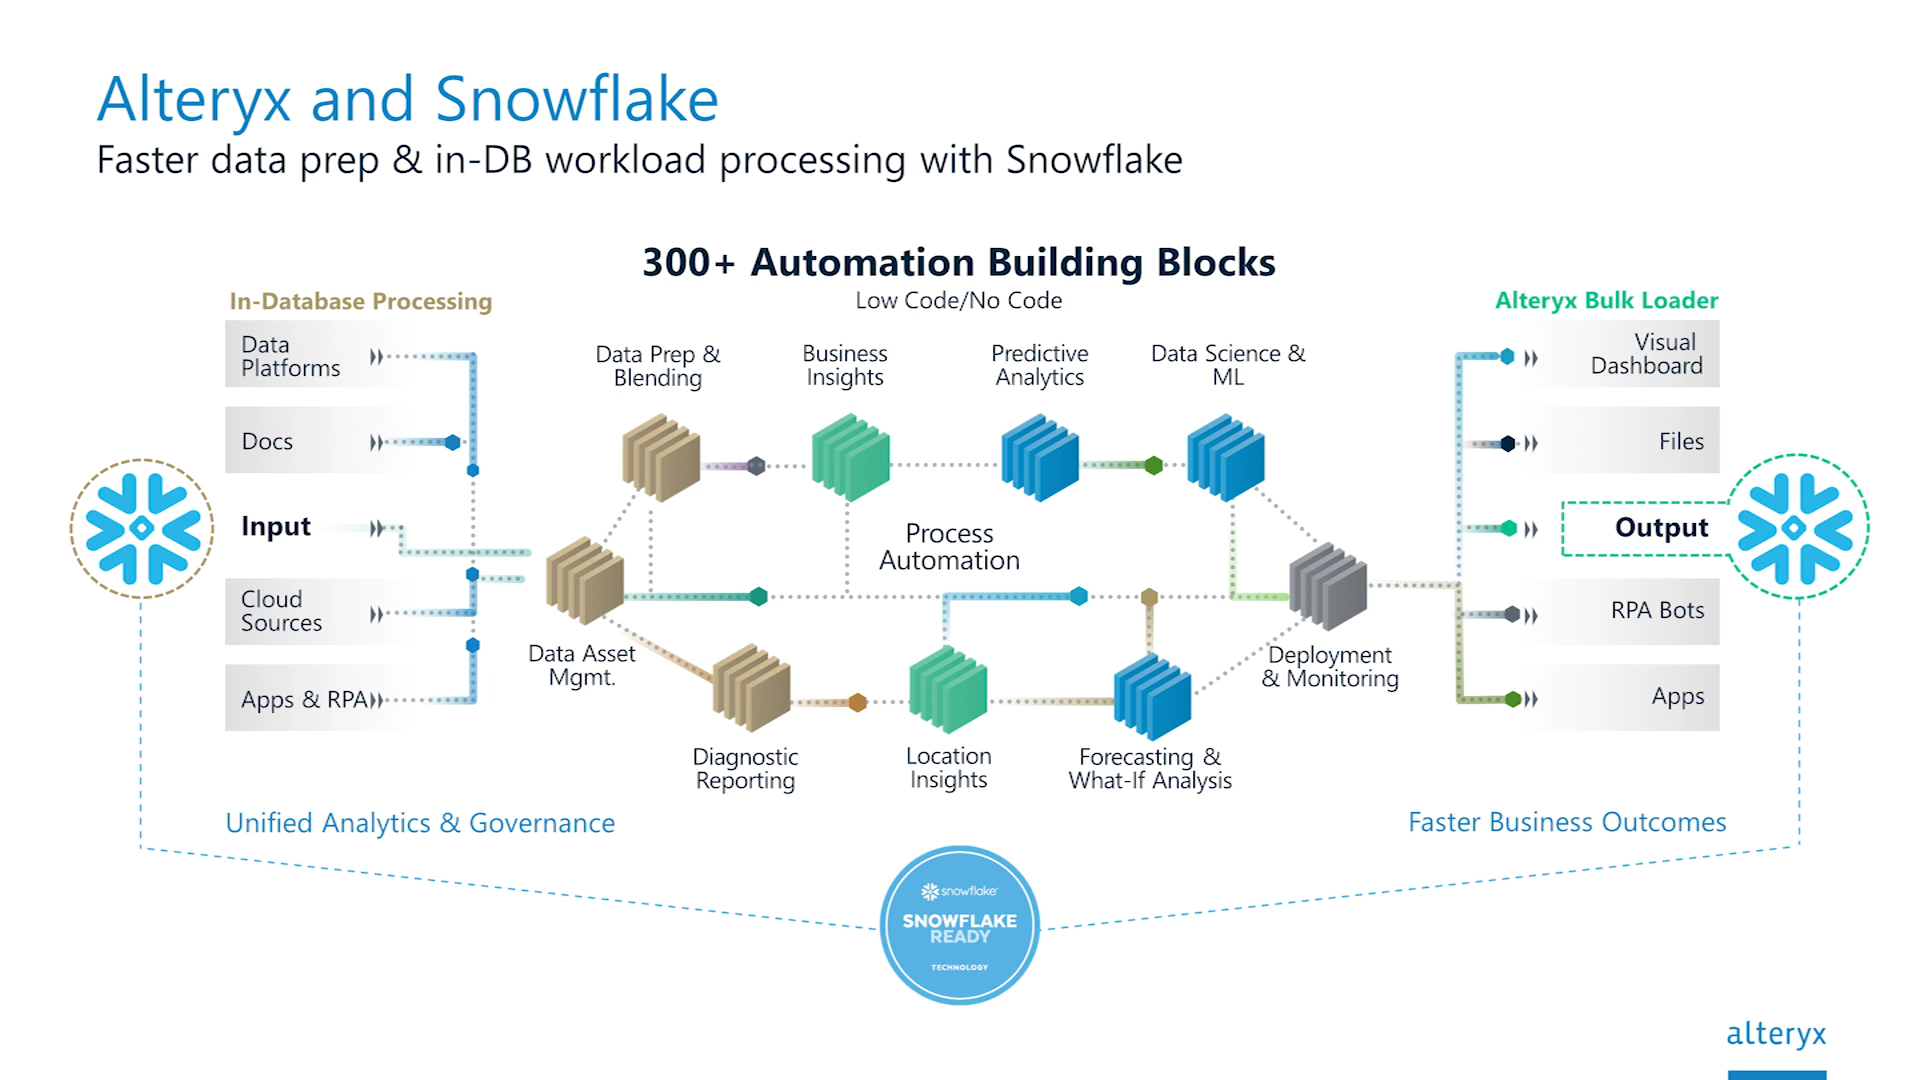 Alteryx and Snowflake
Faster data prep & in-DB workload processing with Snowflake
300+ Automation Building Blocks
Low Code/No Code
In-Database Processing
Data
Platforms
Docs
Input
Cloud
Sources
Apps & RPA
Data Prep &
Blending
Business
Insights
Predictive
Analytics
Data Science &
ML
Process
Automation
Data Asset
Mgmt.
Deployment
& Monitoring
Diagnostic
Reporting
Location
Insights
Forecasting &
What-If Analysis
Alteryx Bulk Loader
Visual
Dashboard
Files
Output
RPA Bots
Apps
Unified Analytics & Governance
Faster Business Outcomes
snowflake
SNOWFLAKE
READY
TECHNOLOGY
alteryx